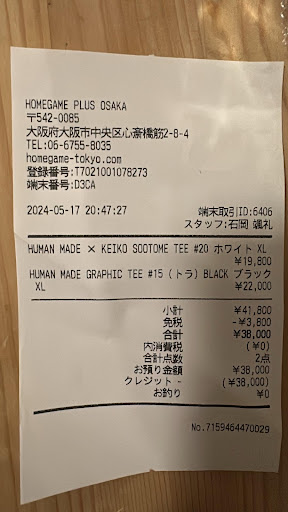 HOMEGAME PLUS OSAKA
〒542-0085
大阪府大阪市中央区心斎橋筋2-8-4
TEL:06-6755-8035
homegame-tokyo.com
登録番号:T7021001078273
端末番号:D3CA
2024-05-17 20:47:27 端末取引ID:6406
スタッフ:石岡 颯礼
HUMAN MADE × KEIKO SOOTOME TEE #20 ホワイト XL
¥19,800
HUMAN MADE GRAPHIC TEE #15 (トラ) BLACK ブラック
XL ¥22,000
小計 ¥41,800
免税 -¥3,800
合計 ¥38,000
内消費税 (¥0)
合計点数 2点
お預り金額 ¥38,000
クレジット - (¥38,000)
お釣り ¥0
No.7159464470029